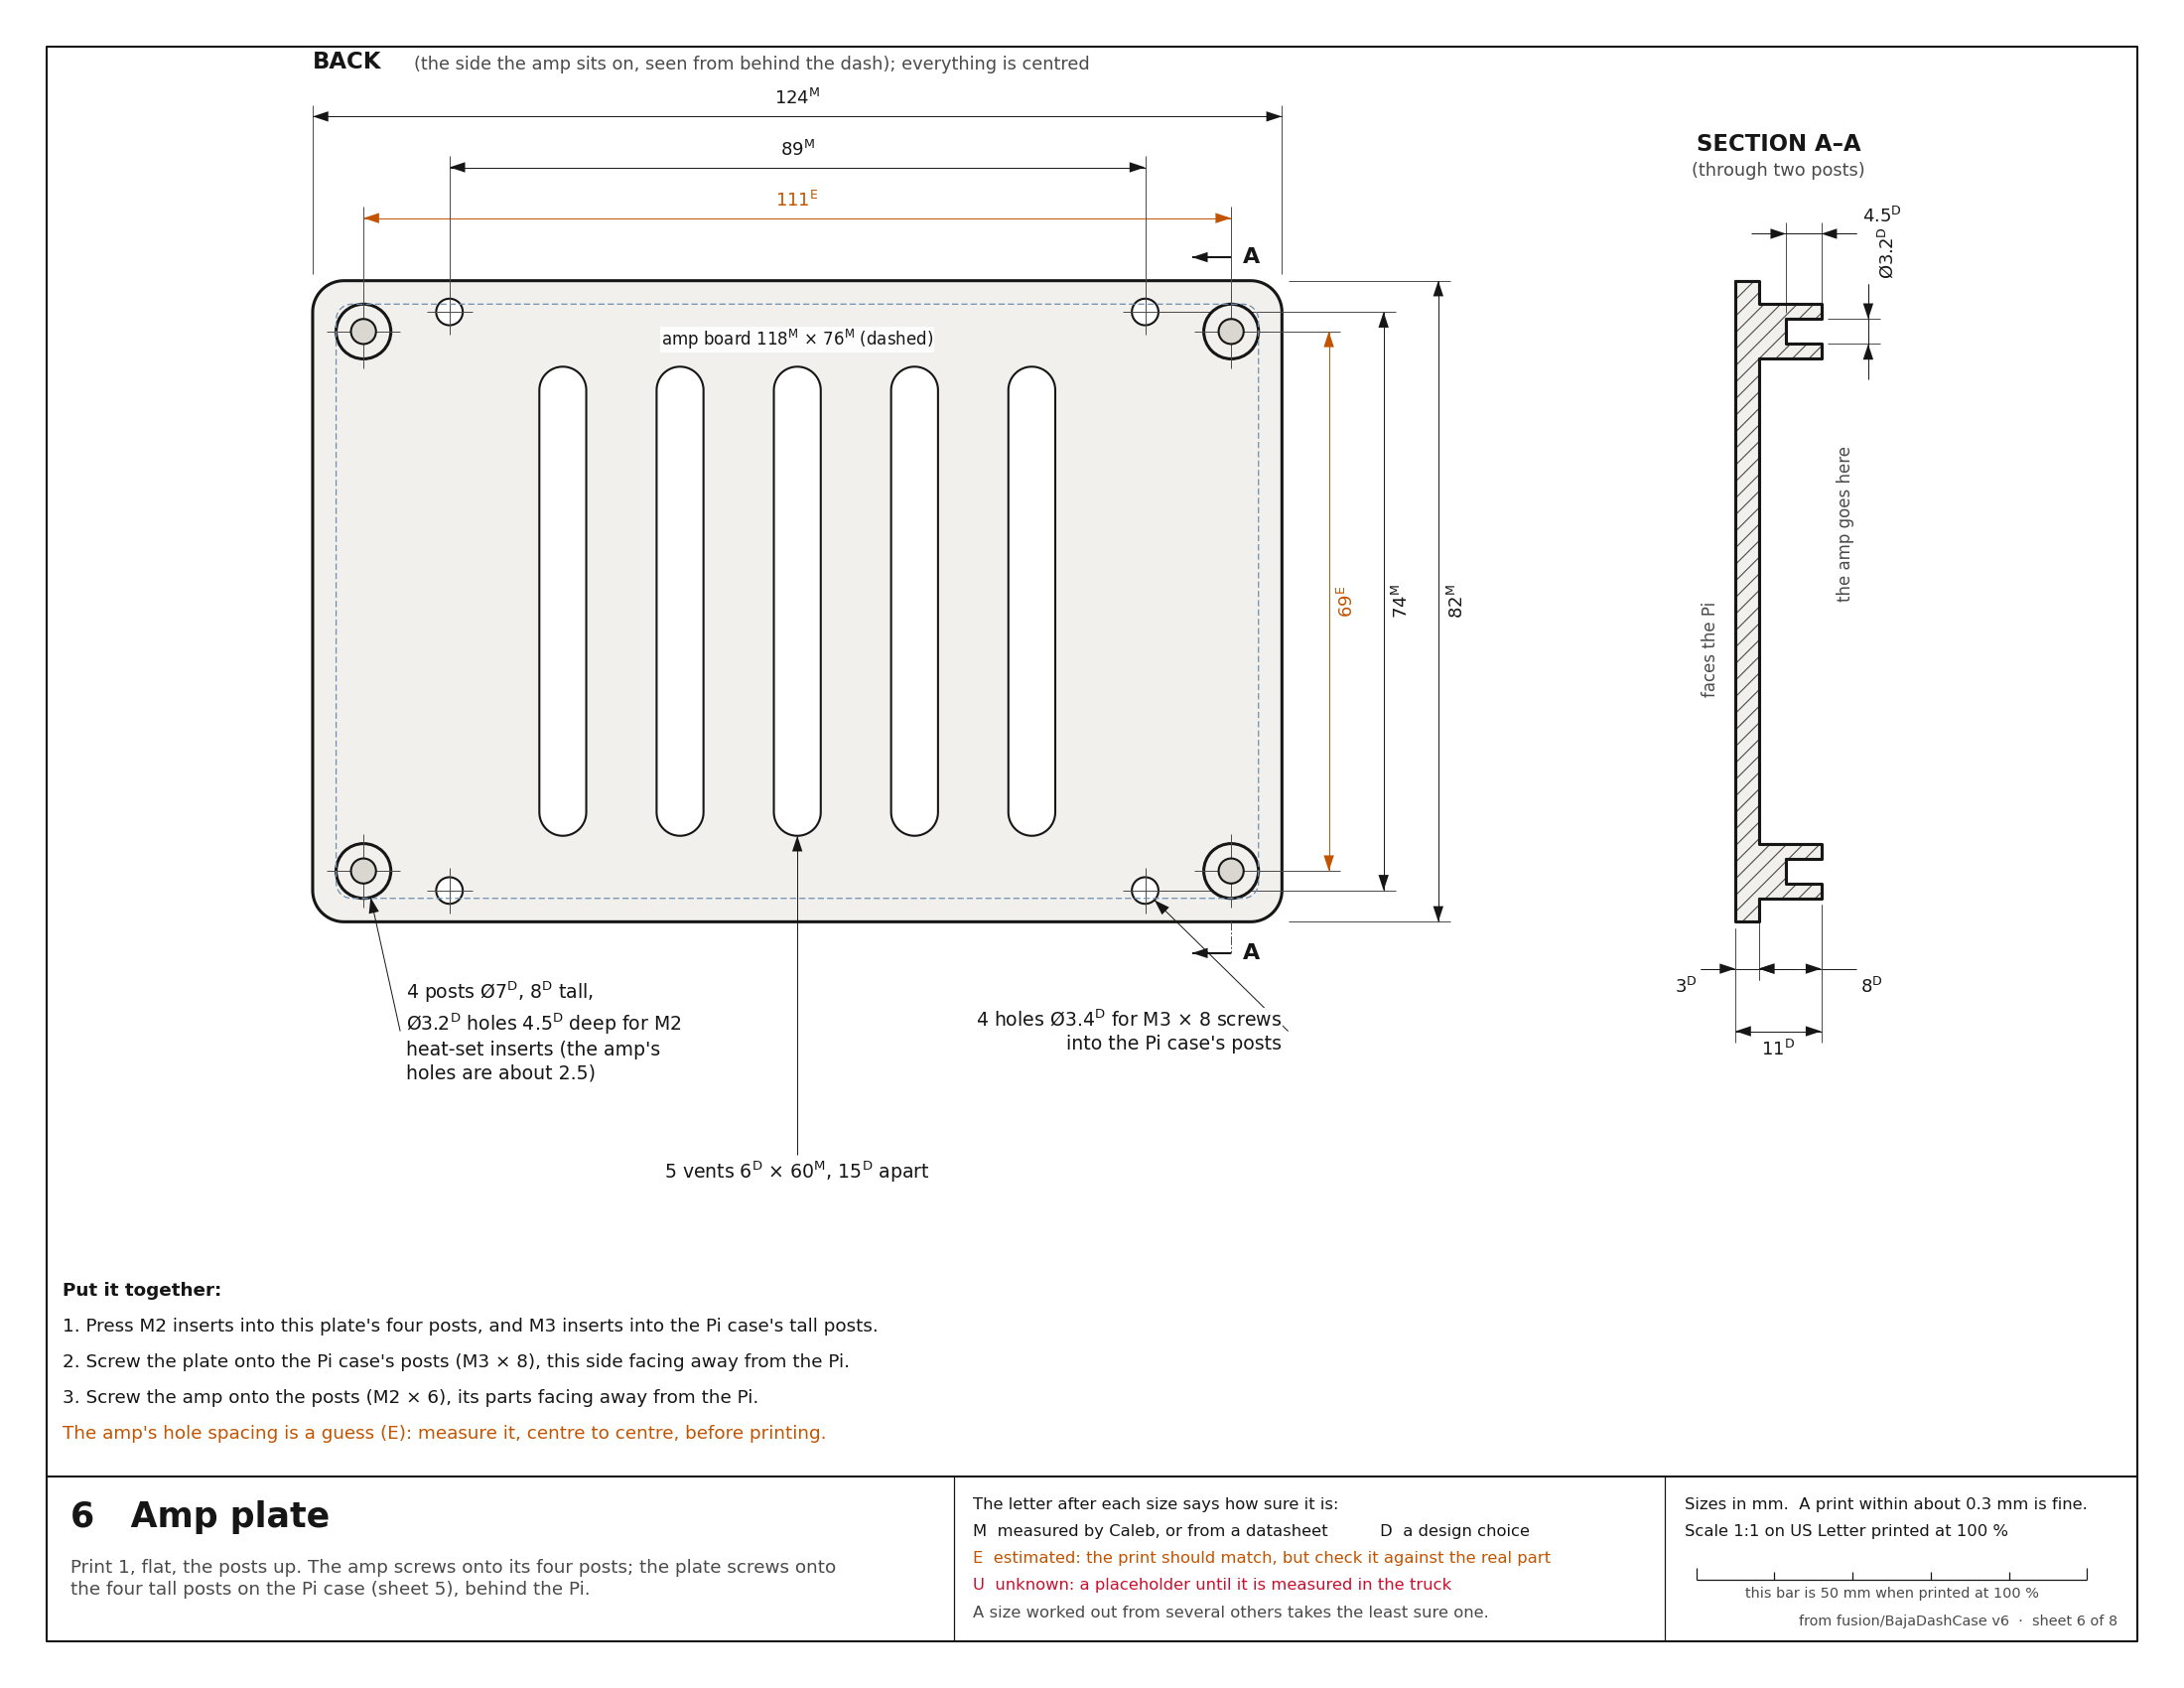 BACK (the side the amp sits on, seen from behind the dash); everything is centred
124ᴹ
89ᴹ
111ᴱ
A
amp board 118ᴹ × 76ᴹ (dashed)
69ᴱ
74ᴹ
82ᴹ
A
4 posts Ø7ᴰ, 8ᴰ tall,
Ø3.2ᴰ holes 4.5ᴰ deep for M2
heat-set inserts (the amp's
holes are about 2.5)
4 holes Ø3.4ᴰ for M3 × 8 screws
into the Pi case's posts
5 vents 6ᴰ × 60ᴹ, 15ᴰ apart
SECTION A–A
(through two posts)
4.5ᴰ
Ø3.2ᴰ
the amp goes here
faces the Pi
3ᴰ
8ᴰ
11ᴰ
Put it together:
1. Press M2 inserts into this plate's four posts, and M3 inserts into the Pi case's tall posts.
2. Screw the plate onto the Pi case's posts (M3 × 8), this side facing away from the Pi.
3. Screw the amp onto the posts (M2 × 6), its parts facing away from the Pi.
The amp's hole spacing is a guess (E): measure it, centre to centre, before printing.
6 Amp plate
Print 1, flat, the posts up. The amp screws onto its four posts; the plate screws onto
the four tall posts on the Pi case (sheet 5), behind the Pi.
The letter after each size says how sure it is:
M measured by Caleb, or from a datasheet D a design choice
E estimated: the print should match, but check it against the real part
U unknown: a placeholder until it is measured in the truck
A size worked out from several others takes the least sure one.
Sizes in mm. A print within about 0.3 mm is fine.
Scale 1:1 on US Letter printed at 100 %
this bar is 50 mm when printed at 100 %
from fusion/BajaDashCase v6 · sheet 6 of 8